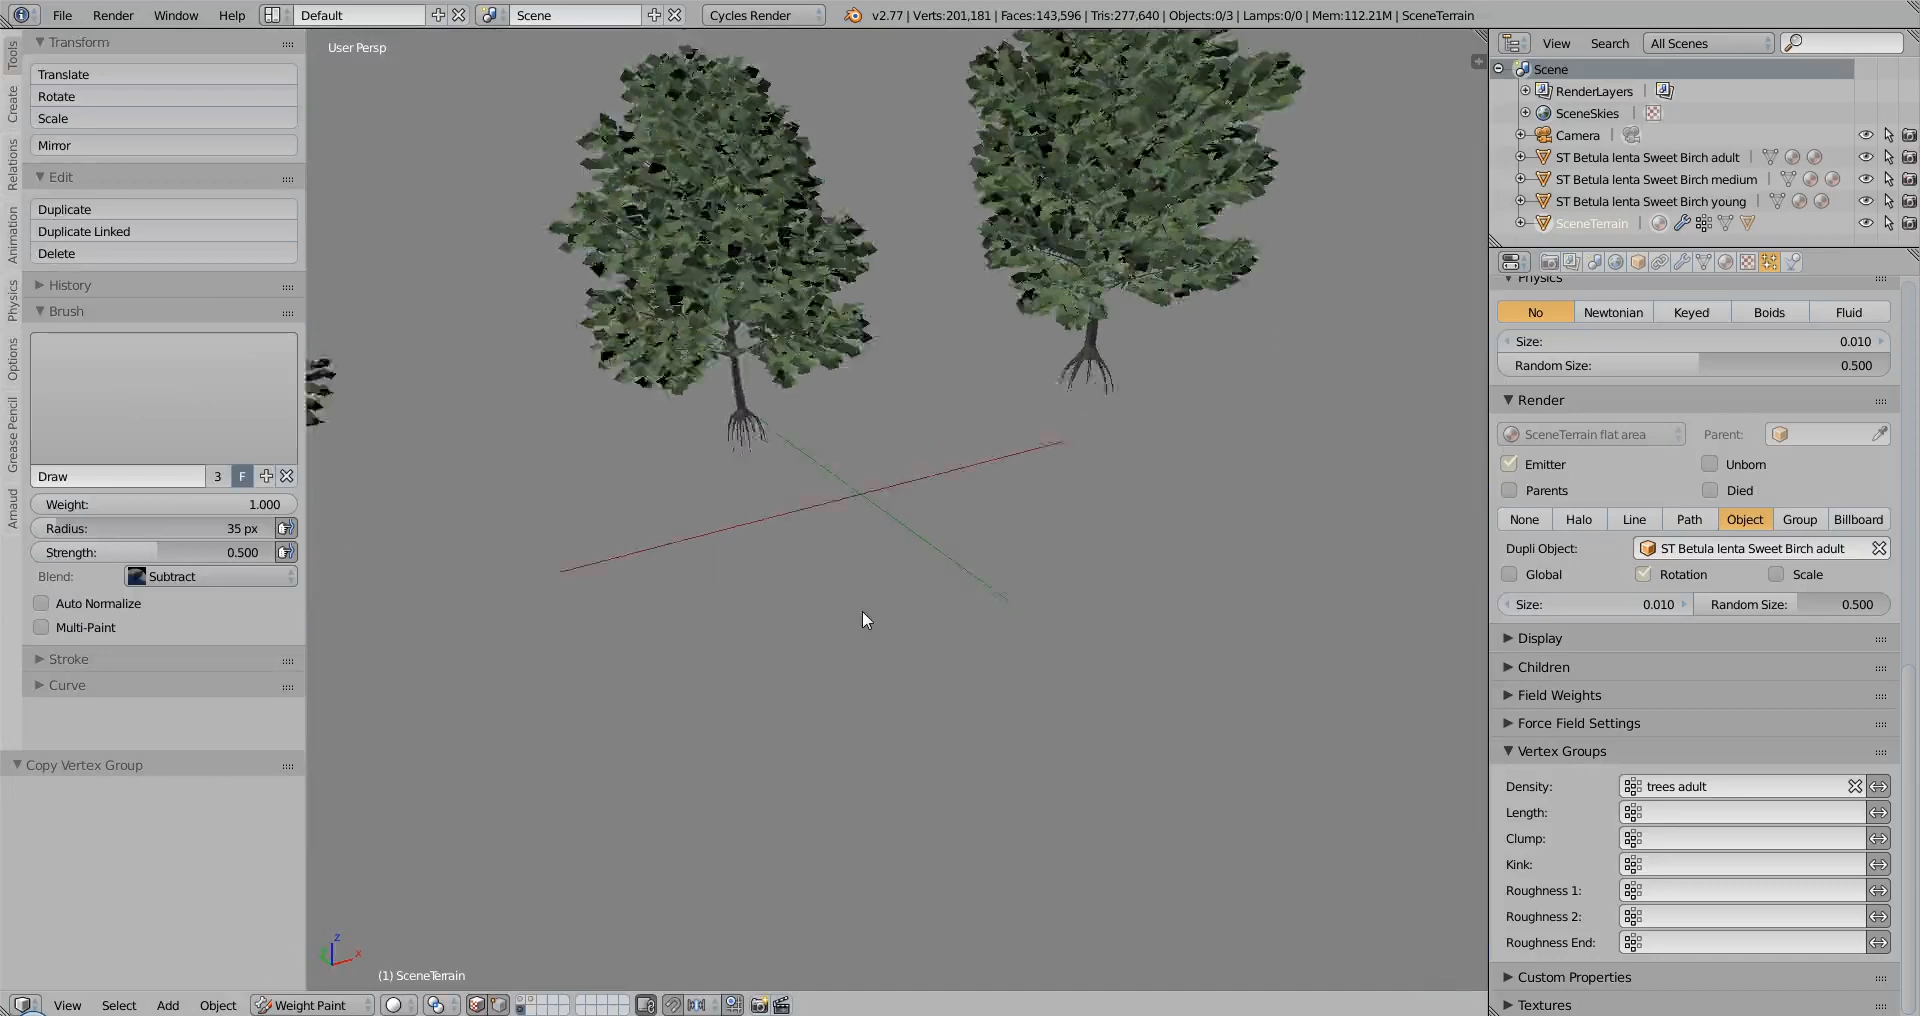 File Render Window Help Default Scene Cycles Render v2.77 | Verts:201,181 | Faces:143,596 | Tris:277,640 | Objects:0/3 | Lamps:0/0 | Mem:112.21M | SceneTerrain
Tools
Create
Relations
Animation
Physics
Options
Grease Pencil
Arnaud
Transform
Translate
Rotate
Scale
Mirror
Edit
Duplicate
Duplicate Linked
Delete
History
Brush
Draw 3 F
Weight: 1.000
Radius: 35 px
Strength: 0.500
Blend: Subtract
Auto Normalize
Multi-Paint
Stroke
Curve
Copy Vertex Group
User Persp
z
x
(1) SceneTerrain
View Select Add Object Weight Paint
View Search All Scenes
Scene
RenderLayers |
SceneSkies |
Camera |
ST Betula lenta Sweet Birch adult |
ST Betula lenta Sweet Birch medium |
ST Betula lenta Sweet Birch young |
SceneTerrain |
Physics
No Newtonian Keyed Boids Fluid
Size: 0.010
Random Size: 0.500
Render
SceneTerrain flat area Parent:
Emitter Unborn
Parents Died
None Halo Line Path Object Group Billboard
Dupli Object: ST Betula lenta Sweet Birch adult
Global Rotation Scale
Size: 0.010 Random Size: 0.500
Display
Children
Field Weights
Force Field Settings
Vertex Groups
Density: trees adult
Length:
Clump:
Kink:
Roughness 1:
Roughness 2:
Roughness End:
Custom Properties
Textures